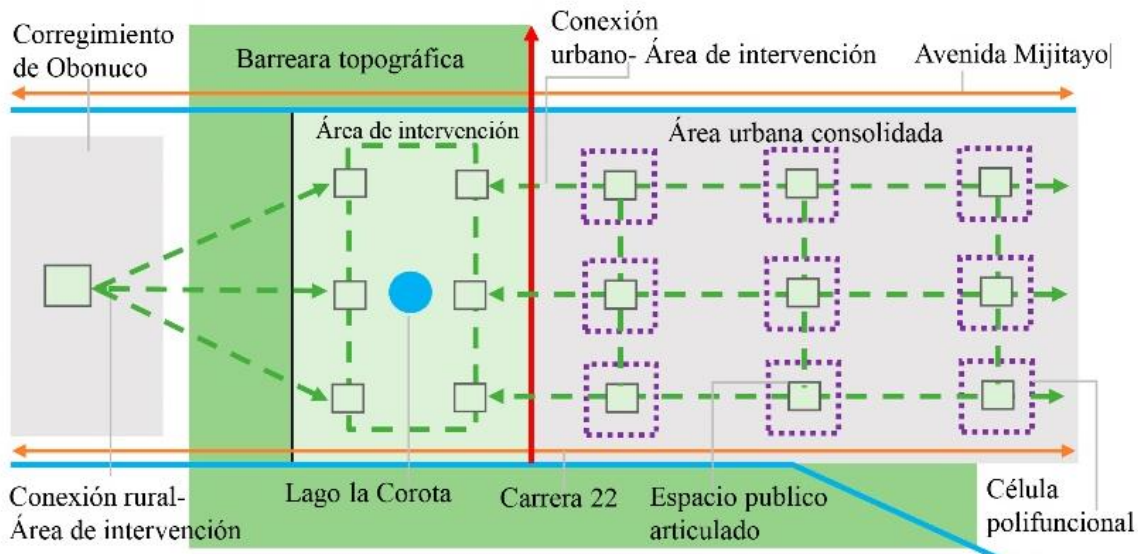 Corregimiento
de Obonuco
Barreara topográfica
Conexión
urbano- Área de intervención
Avenida Mijitayo
Área de intervención
Área urbana consolidada
Conexión rural-
Área de intervención
Lago la Corota
Carrera 22
Espacio publico
articulado
Célula
polifuncional